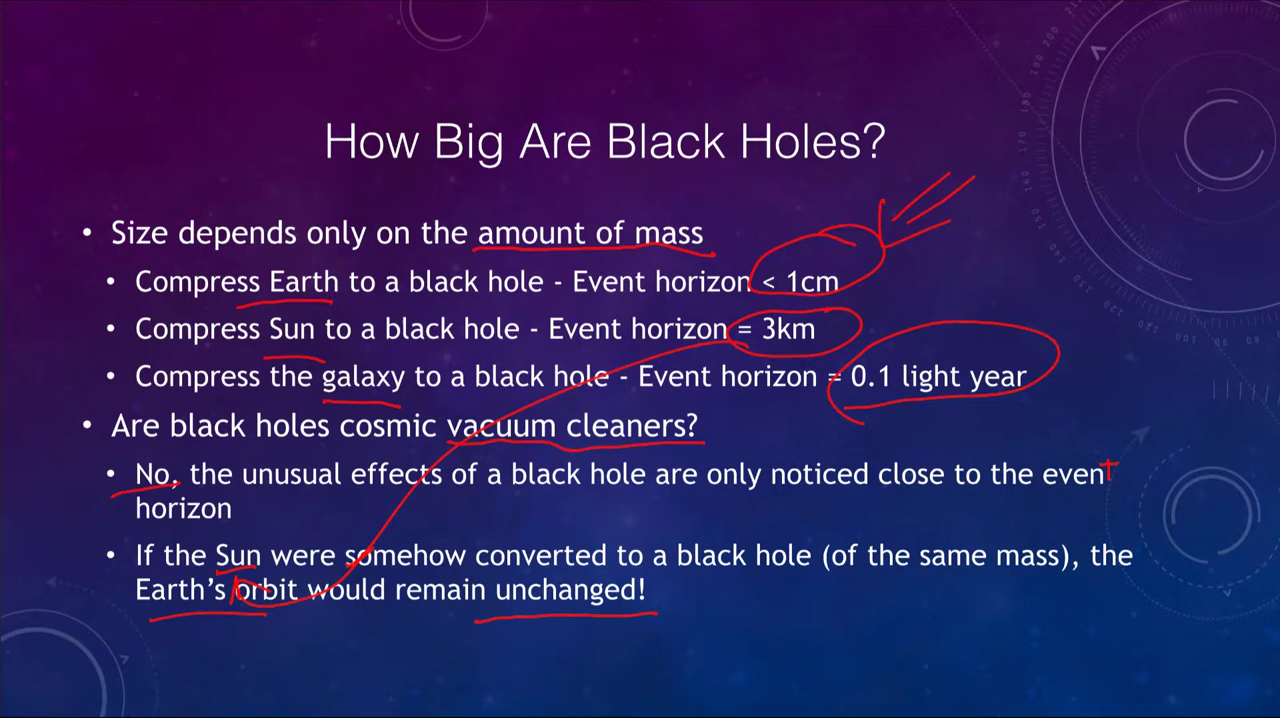 How Big Are Black Holes?
• Size depends only on the amount of mass
• Compress Earth to a black hole - Event horizon < 1cm
• Compress Sun to a black hole - Event horizon = 3km
• Compress the galaxy to a black hole - Event horizon = 0.1 light year
• Are black holes cosmic vacuum cleaners?
• No, the unusual effects of a black hole are only noticed close to the event
horizon
• If the Sun were somehow converted to a black hole (of the same mass), the
Earth's orbit would remain unchanged!